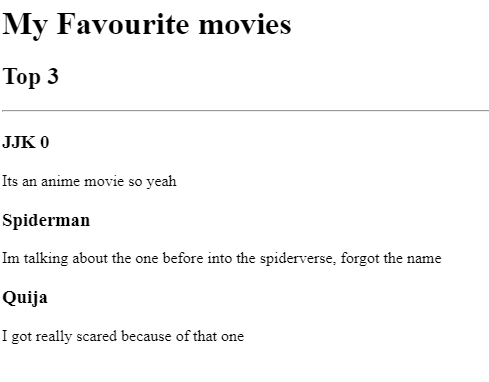 My Favourite movies
Top 3
JJK 0
Its an anime movie so yeah
Spiderman
Im talking about the one before into the spiderverse, forgot the name
Quija
I got really scared because of that one